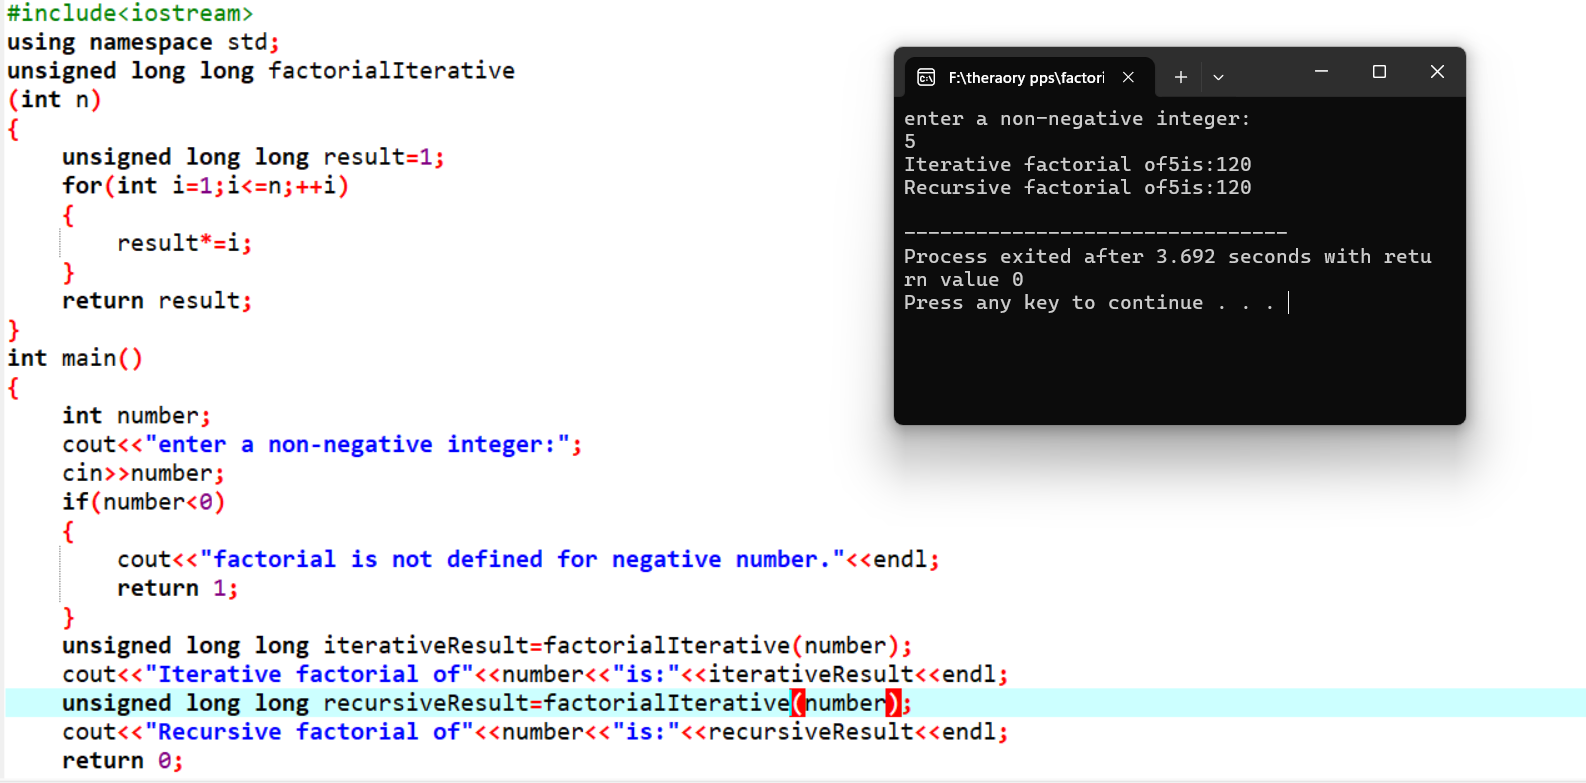 #include<iostream>
using namespace std;
unsigned long long factorialIterative
(int n)
{
    unsigned long long result=1;
    for(int i=1;i<=n;++i)
    {
        result*=i;
    }
    return result;
}
int main()
{
    int number;
    cout<<"enter a non-negative integer:";
    cin>>number;
    if(number<0)
    {
        cout<<"factorial is not defined for negative number."<<endl;
        return 1;
    }
    unsigned long long iterativeResult=factorialIterative(number);
    cout<<"Iterative factorial of"<<number<<"is:"<<iterativeResult<<endl;
    unsigned long long recursiveResult=factorialIterative(number);
    cout<<"Recursive factorial of"<<number<<"is:"<<recursiveResult<<endl;
    return 0;
F:\theraory pps\factori
enter a non-negative integer:
5
Iterative factorial of5is:120
Recursive factorial of5is:120
--------------------------------
Process exited after 3.692 seconds with retu
rn value 0
Press any key to continue . . .